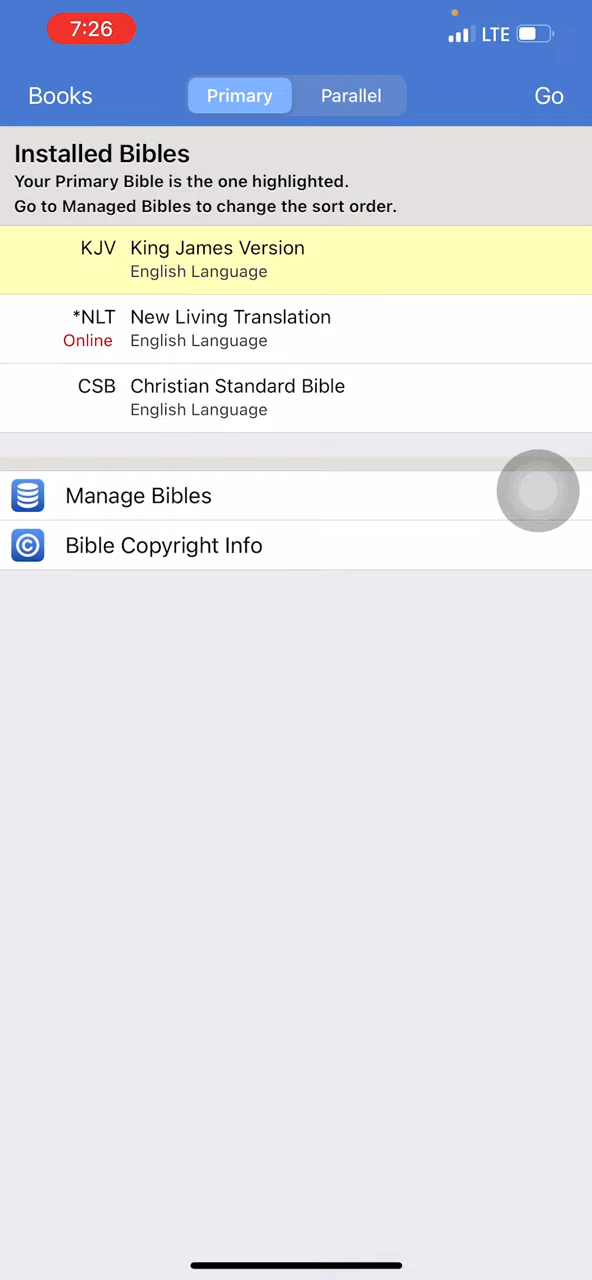 7:26
LTE
Books
Primary
Parallel
Go
Installed Bibles
Your Primary Bible is the one highlighted.
Go to Managed Bibles to change the sort order.
KJV King James Version
English Language
*NLT New Living Translation
Online English Language
CSB Christian Standard Bible
English Language
Manage Bibles
© Bible Copyright Info